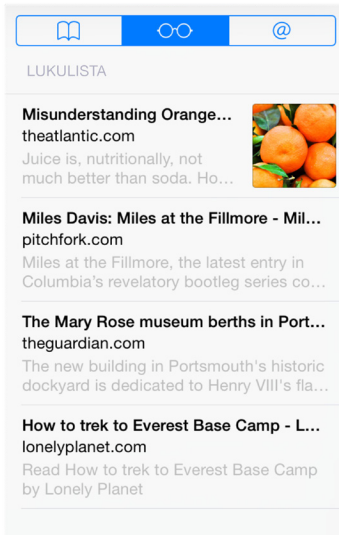 @
LUKULISTA
Misunderstanding Orange...
theatlantic.com
Juice is, nutritionally, not
much better than soda. Ho...
Miles Davis: Miles at the Fillmore - Mil...
pitchfork.com
Miles at the Fillmore, the latest entry in
Columbia's revelatory bootleg series co...
The Mary Rose museum berths in Port...
theguardian.com
The new building in Portsmouth's historic
dockyard is dedicated to Henry VIII's fla...
How to trek to Everest Base Camp - L...
lonelyplanet.com
Read How to trek to Everest Base Camp
by Lonely Planet